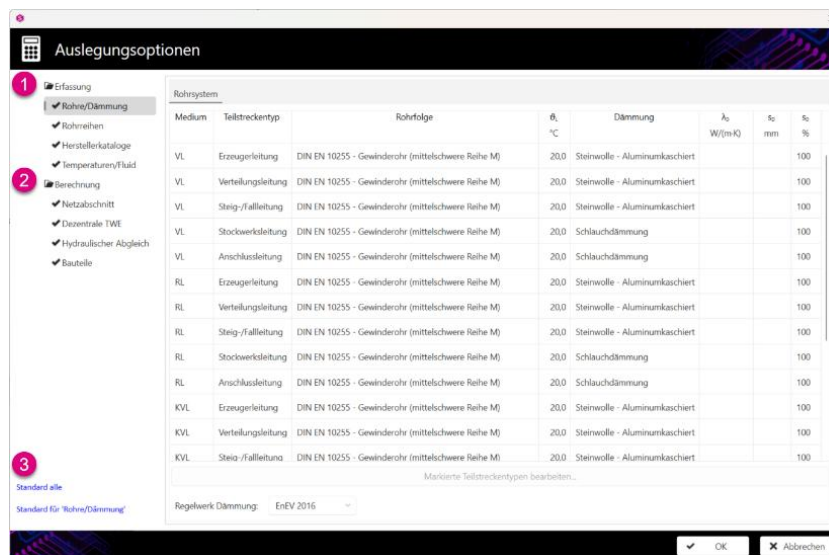 Auslegungsoptionen
1
Erfassung
Rohre/Dämmung
Rohrreihen
Herstellerkataloge
Temperaturen/Fluid
2
Berechnung
Netzabschnitt
Dezentrale TWE
Hydraulischer Abgleich
Bauteile
3
Standard alle
Standard für 'Rohre/Dämmung'
Rohrsystem
Medium Teilstreckentyp Rohrfolge ϑL Dämmung λ0 s0 s0
°C W/(m·K) mm %
VL Erzeugerleitung DIN EN 10255 - Gewinderohr (mittelschwere Reihe M) 20,0 Steinwolle - Aluminumkaschiert 100
VL Verteilungsleitung DIN EN 10255 - Gewinderohr (mittelschwere Reihe M) 20,0 Steinwolle - Aluminumkaschiert 100
VL Steig-/Fallleitung DIN EN 10255 - Gewinderohr (mittelschwere Reihe M) 20,0 Steinwolle - Aluminumkaschiert 100
VL Stockwerksleitung DIN EN 10255 - Gewinderohr (mittelschwere Reihe M) 20,0 Schlauchdämmung 100
VL Anschlussleitung DIN EN 10255 - Gewinderohr (mittelschwere Reihe M) 20,0 Schlauchdämmung 100
RL Erzeugerleitung DIN EN 10255 - Gewinderohr (mittelschwere Reihe M) 20,0 Steinwolle - Aluminumkaschiert 100
RL Verteilungsleitung DIN EN 10255 - Gewinderohr (mittelschwere Reihe M) 20,0 Steinwolle - Aluminumkaschiert 100
RL Steig-/Fallleitung DIN EN 10255 - Gewinderohr (mittelschwere Reihe M) 20,0 Steinwolle - Aluminumkaschiert 100
RL Stockwerksleitung DIN EN 10255 - Gewinderohr (mittelschwere Reihe M) 20,0 Schlauchdämmung 100
RL Anschlussleitung DIN EN 10255 - Gewinderohr (mittelschwere Reihe M) 20,0 Schlauchdämmung 100
KVL Erzeugerleitung DIN EN 10255 - Gewinderohr (mittelschwere Reihe M) 20,0 Steinwolle - Aluminumkaschiert 100
KVL Verteilungsleitung DIN EN 10255 - Gewinderohr (mittelschwere Reihe M) 20,0 Steinwolle - Aluminumkaschiert 100
KVL Steig-/Fallleitung DIN EN 10255 - Gewinderohr (mittelschwere Reihe M) 20,0 Steinwolle - Aluminumkaschiert 100
Markierte Teilstreckentypen bearbeiten...
Regelwerk Dämmung: EnEV 2016
OK Abbrechen